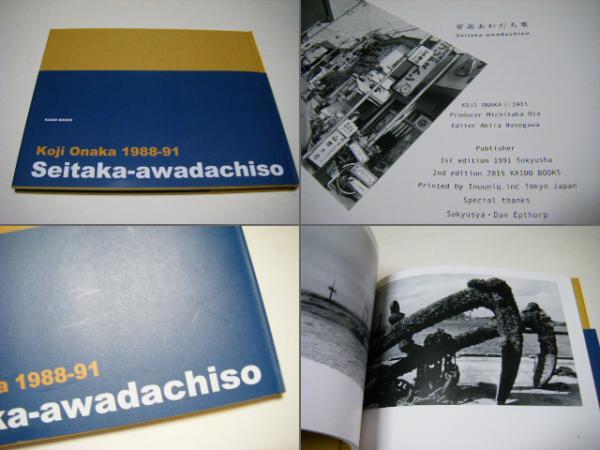 KAIDO BOOKS
Koji Onaka 1988-91
Seitaka-awadachiso
背高あわだち草
Seitaka-awadachiso
KOJI ONAKA©2015
Producer Michitaka Ota
Editer Akira Hasegawa
Publisher
1st edition 1991 Sokyusha
2nd edition 2015 KAIDO BOOKS
Printed by Inuuniq.inc Tokyo Japan
Special thanks
Sokyusya・Dan Epthorp
a 1988-91
ka-awadachiso